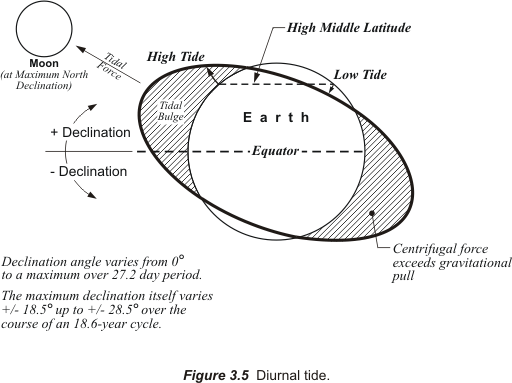 High Middle Latitude
High Tide
Tidal
Force
Moon
(at Maximum North
Declination)
Low Tide
Tidal
Bulge
Earth
+ Declination
Equator
- Declination
Centrifugal force
exceeds gravitational
pull
Declination angle varies from 0°
to a maximum over 27.2 day period.
The maximum declination itself varies
+/- 18.5° up to +/- 28.5° over the
course of an 18.6-year cycle.
Figure 3.5 Diurnal tide.